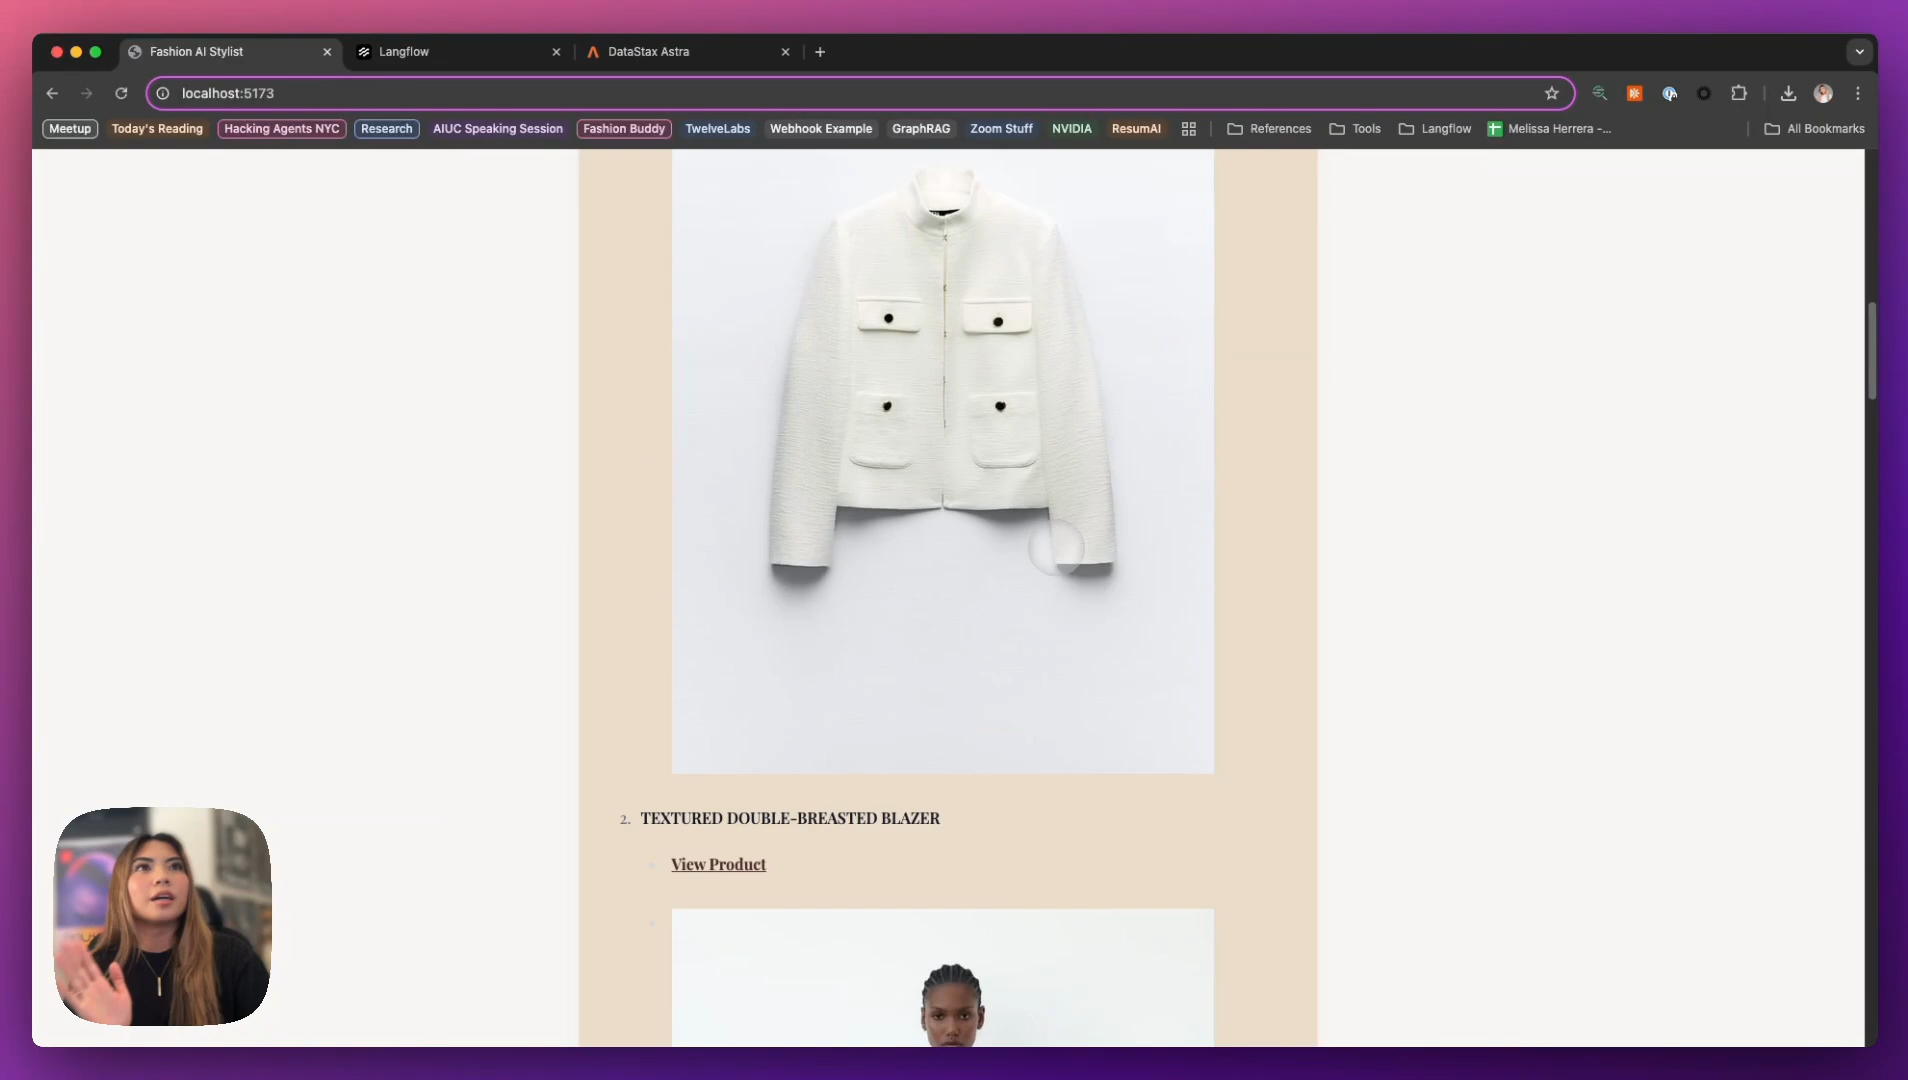 Fashion AI Stylist
Langflow
DataStax Astra
localhost:5173
Meetup
Today's Reading
Hacking Agents NYC
Research
AIUC Speaking Session
Fashion Buddy
TwelveLabs
Webhook Example
GraphRAG
Zoom Stuff
NVIDIA
ResumAI
References
Tools
Langflow
Melissa Herrera -...
All Bookmarks
2. TEXTURED DOUBLE-BREASTED BLAZER
View Product